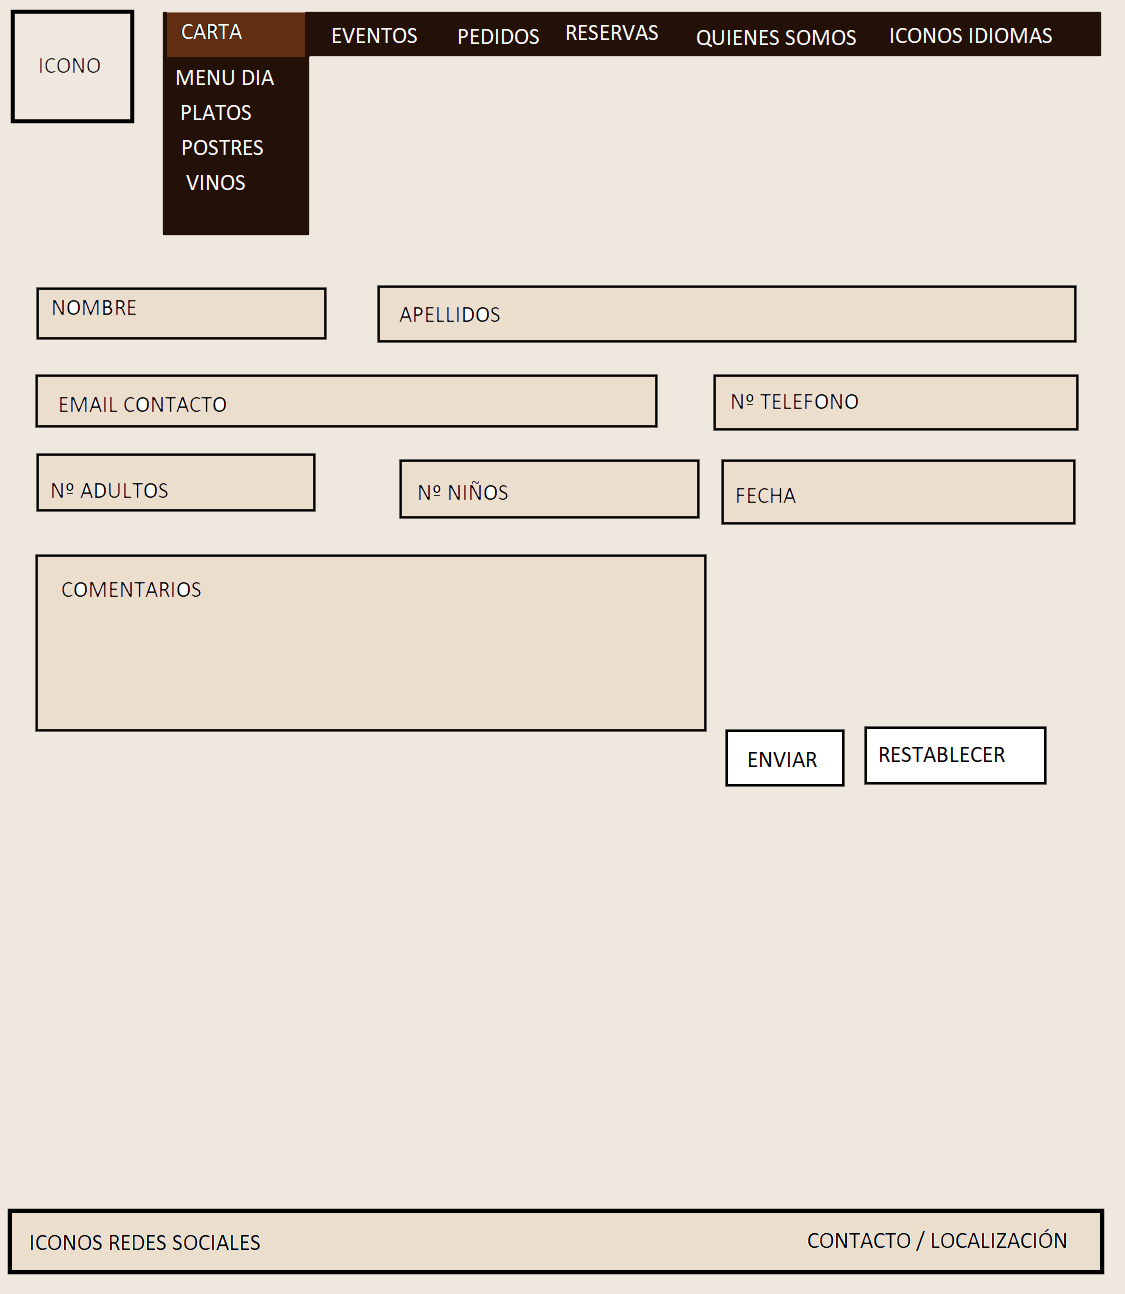 ICONO
CARTA
EVENTOS
PEDIDOS
RESERVAS
QUIENES SOMOS
ICONOS IDIOMAS
MENU DIA
PLATOS
POSTRES
VINOS
NOMBRE
APELLIDOS
EMAIL CONTACTO
Nº TELEFONO
Nº ADULTOS
Nº NIÑOS
FECHA
COMENTARIOS
ENVIAR
RESTABLECER
ICONOS REDES SOCIALES
CONTACTO / LOCALIZACIÓN